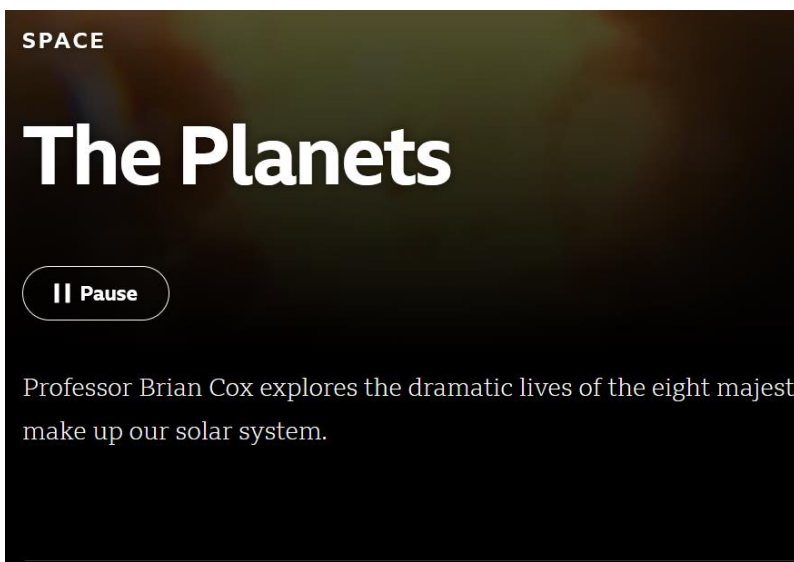 SPACE
The Planets
Pause
Professor Brian Cox explores the dramatic lives of the eight majest
make up our solar system.